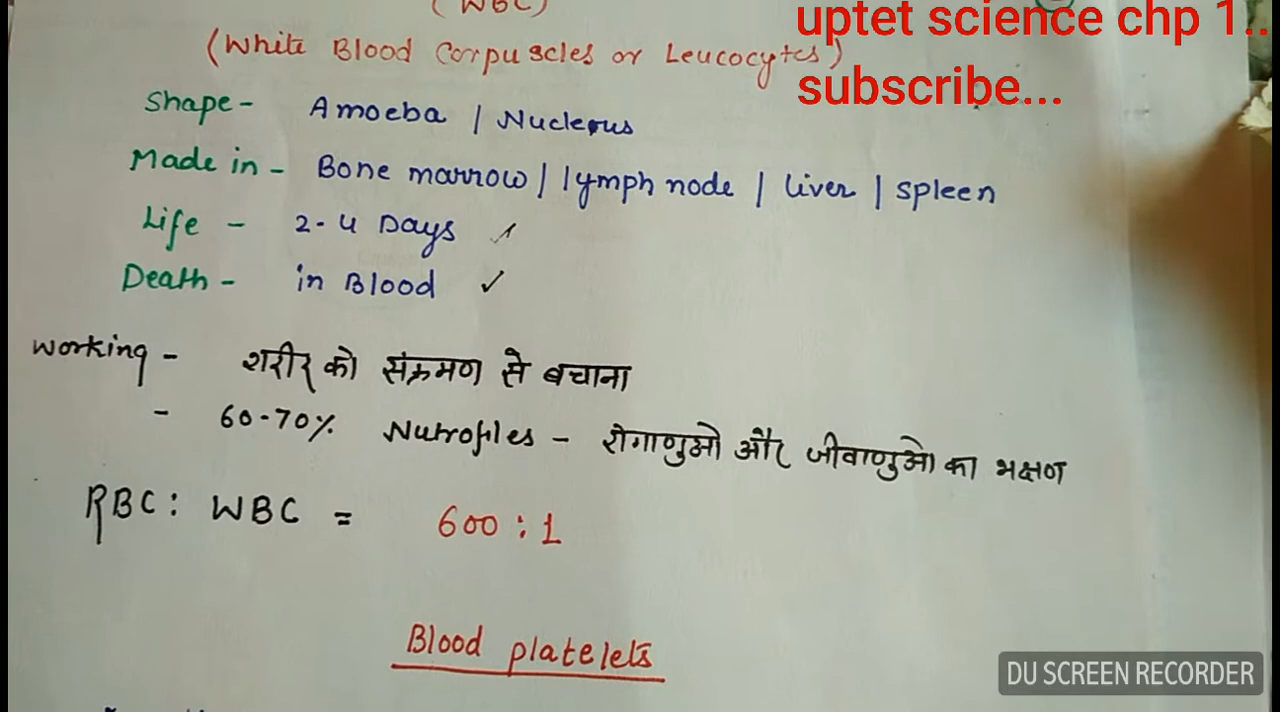 (WBC)
uptet science chp 1..
(White Blood Corpuscles or Leucocytes)
subscribe...
Shape - Amoeba | Nucleus
Made in - Bone marrow | lymph node | liver | spleen
Life - 2-4 Days
Death - in Blood ✓
Working - शरीर को संक्रमण से बचाना
- 60-70% Nutrofiles - रोगाणुओ और जीवाणुओ का भक्षण
RBC : WBC = 600 : 1
Blood platelets
DU SCREEN RECORDER